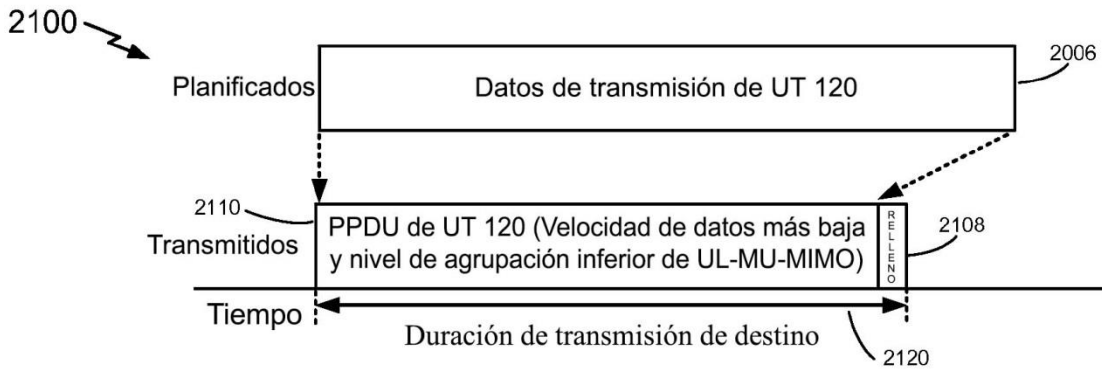 2100
2006
Planificados
Datos de transmisión de UT 120
2110
PPDU de UT 120 (Velocidad de datos más baja
y nivel de agrupación inferior de UL-MU-MIMO)
RELLENO
2108
Transmitidos
Tiempo
Duración de transmisión de destino
2120